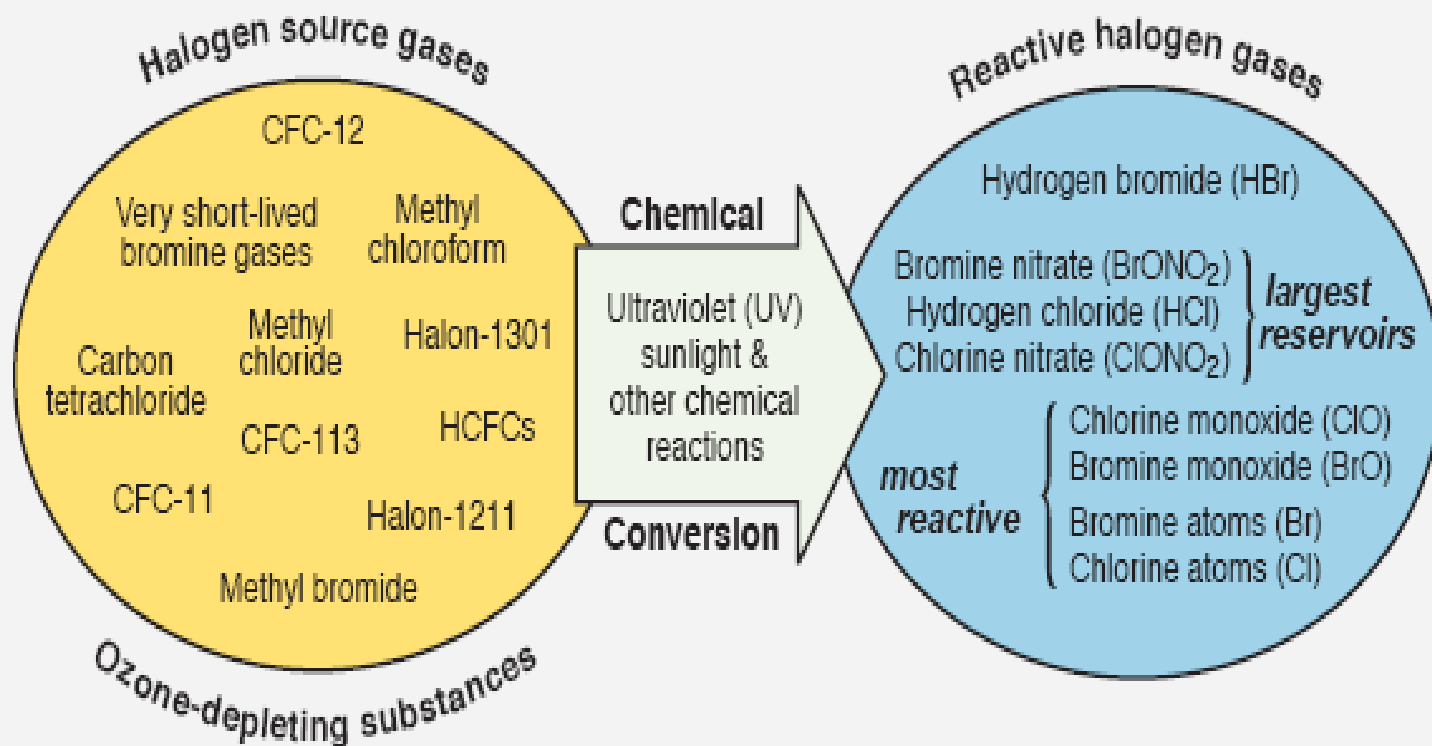 Halogen source gases
CFC-12
Very short-lived
bromine gases
Methyl
chloroform
Methyl
chloride
Halon-1301
Carbon
tetrachloride
CFC-113
HCFCs
CFC-11
Halon-1211
Methyl bromide
Ozone-depleting substances
Chemical
Ultraviolet (UV)
sunlight &
other chemical
reactions
Conversion
Reactive halogen gases
Hydrogen bromide (HBr)
Bromine nitrate (BrONO₂)
Hydrogen chloride (HCl)
Chlorine nitrate (ClONO₂)
largest
reservoirs
most
reactive
Chlorine monoxide (ClO)
Bromine monoxide (BrO)
Bromine atoms (Br)
Chlorine atoms (Cl)